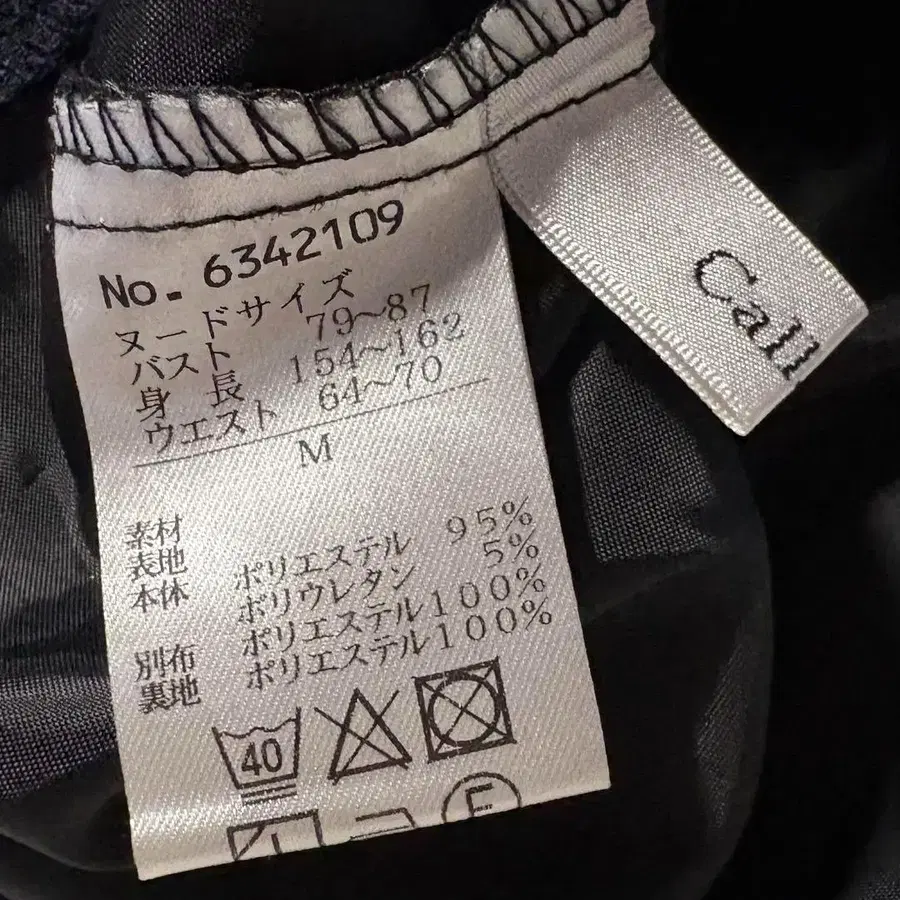 No. 6342109
ヌードサイズ
バスト 79〜87
身長 154〜162
ウエスト 64〜70
M
素材
表地
本体 ポリエステル 95%
ポリウレタン 5%
別布 ポリエステル100%
裏地 ポリエステル100%
40
F
Call